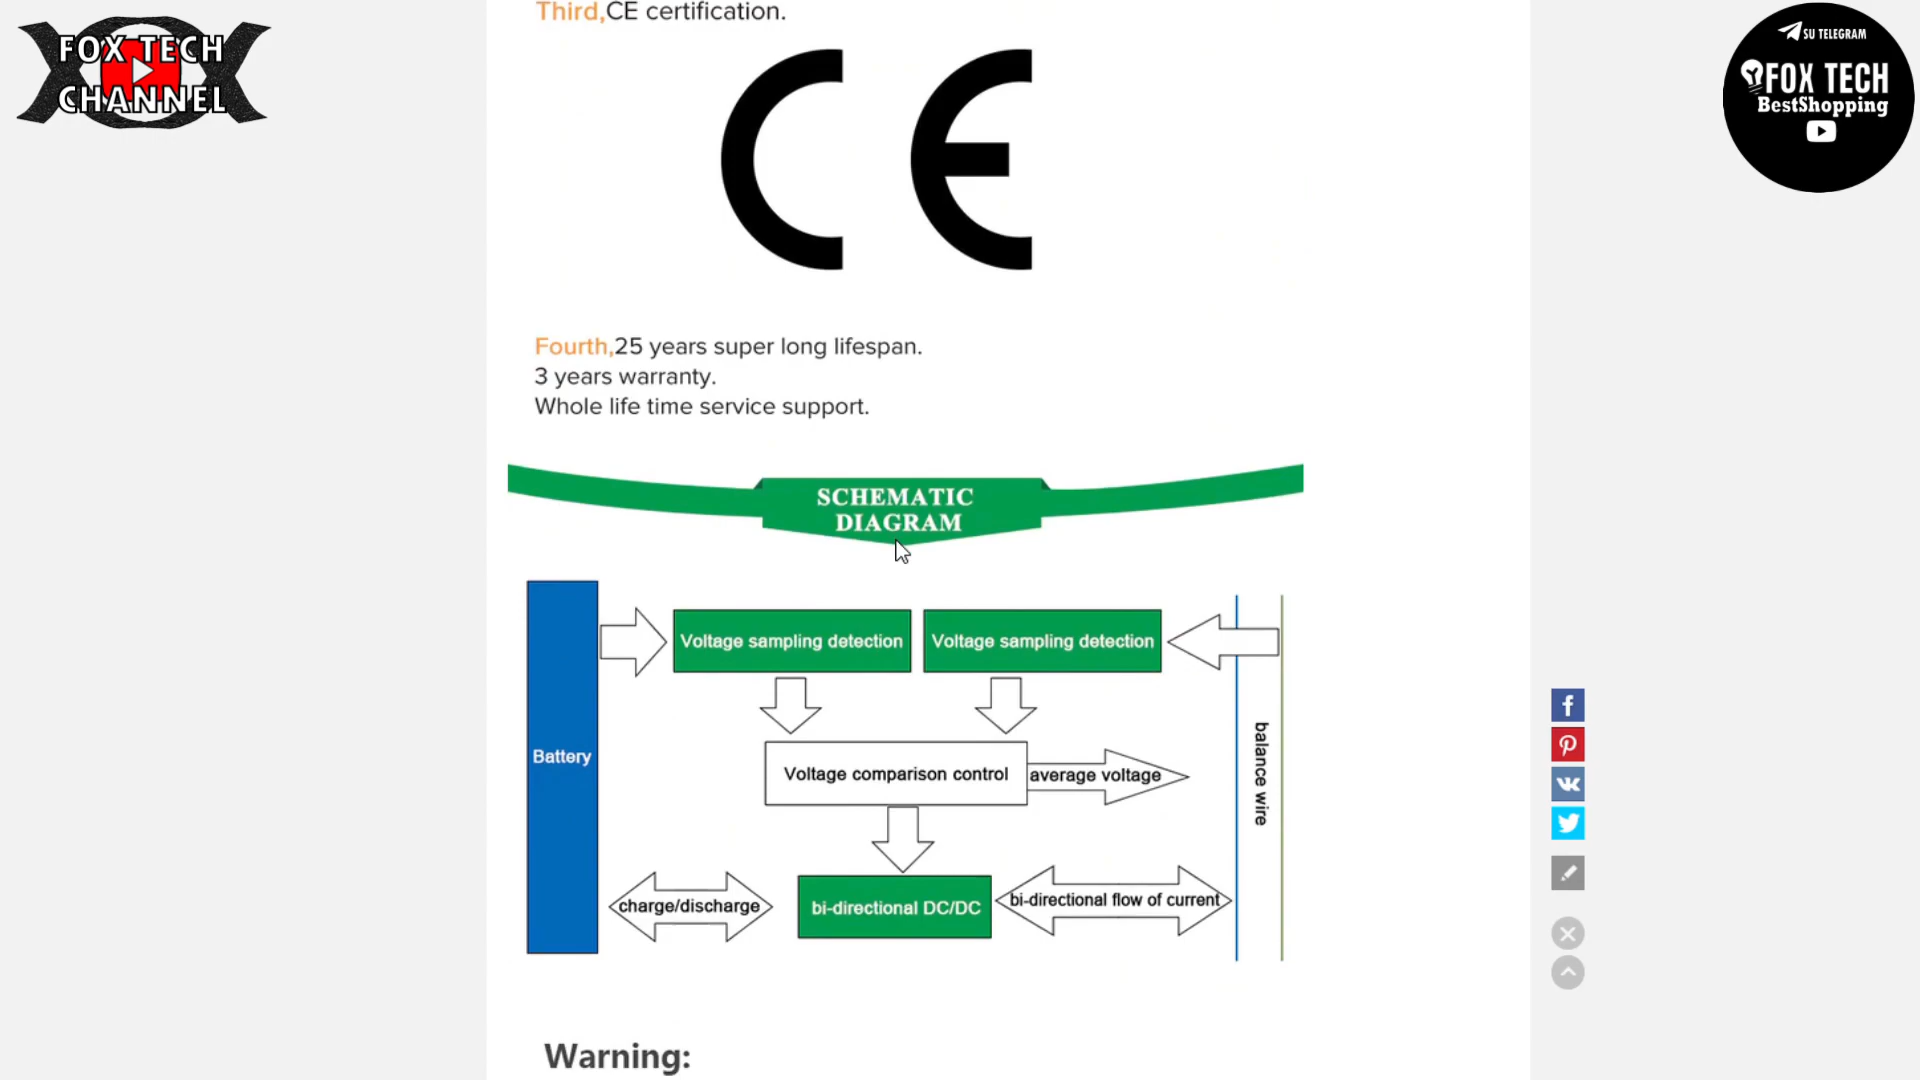 Third,CE certification.
FOX TECH
CHANNEL
SU TELEGRAM
FOX TECH
BestShopping
CE
Fourth,25 years super long lifespan.
3 years warranty.
Whole life time service support.
SCHEMATIC
DIAGRAM
Voltage sampling detection
Voltage sampling detection
Battery
Voltage comparison control
average voltage
balance wire
charge/discharge
bi-directional DC/DC
bi-directional flow of current
Warning: